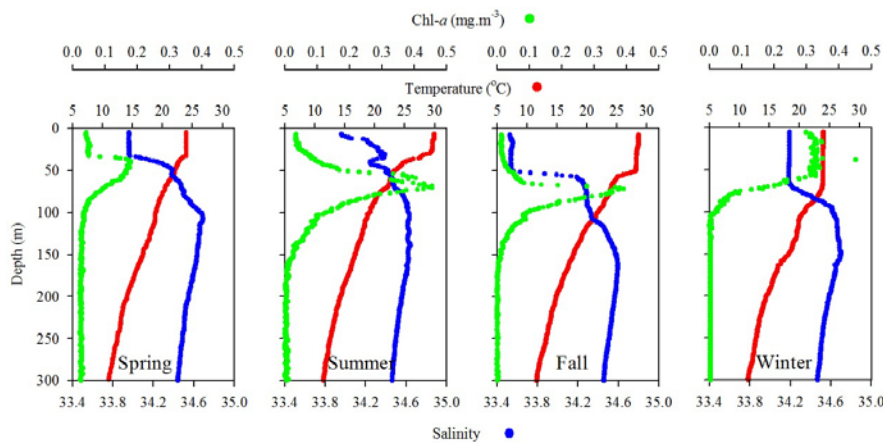 Chl-a (mg.m⁻³)
0.0 0.1 0.2 0.3 0.4 0.5 0.0 0.1 0.2 0.3 0.4 0.5 0.0 0.1 0.2 0.3 0.4 0.5 0.0 0.1 0.2 0.3 0.4 0.5
Temperature (°C)
5 10 15 20 25 30 5 10 15 20 25 30 5 10 15 20 25 30 5 10 15 20 25 30
0
50
100
Depth (m)
150
200
250
Spring Summer Fall Winter
300
33.4 33.8 34.2 34.6 35.0 33.4 33.8 34.2 34.6 33.4 33.8 34.2 34.6 35.0 33.4 33.8 34.2 34.6 35.0
Salinity